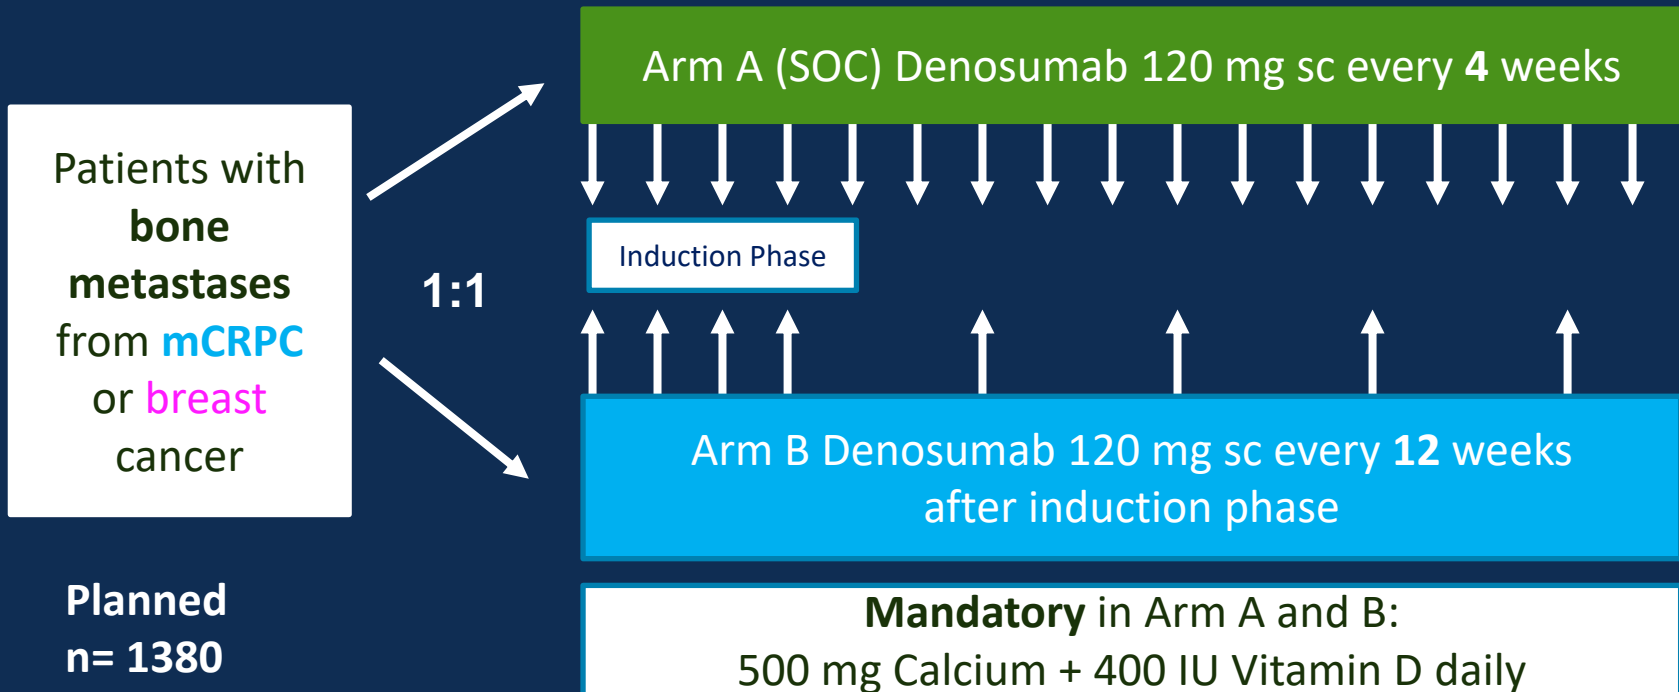 Arm A (SOC) Denosumab 120 mg sc every 4 weeks
Patients with
bone
metastases
from mCRPC
or breast
cancer
1:1
Induction Phase
Arm B Denosumab 120 mg sc every 12 weeks
after induction phase
Planned
n= 1380
Mandatory in Arm A and B:
500 mg Calcium + 400 IU Vitamin D daily